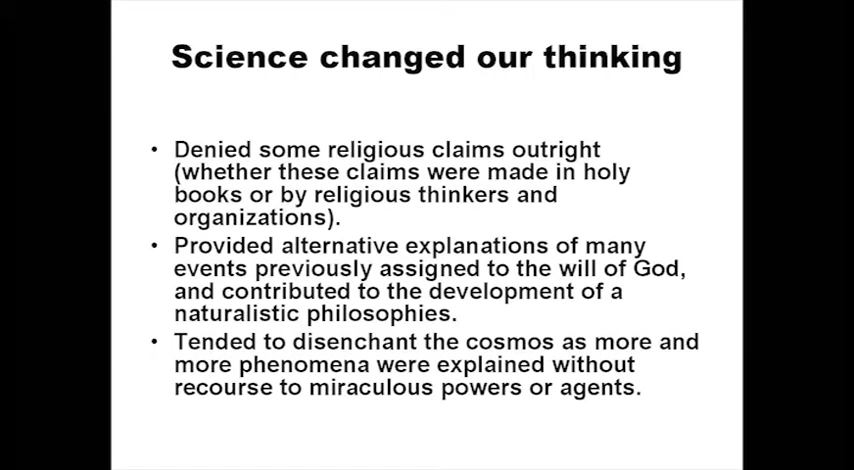 Science changed our thinking
• Denied some religious claims outright
(whether these claims were made in holy
books or by religious thinkers and
organizations).
• Provided alternative explanations of many
events previously assigned to the will of God,
and contributed to the development of a
naturalistic philosophies.
• Tended to disenchant the cosmos as more and
more phenomena were explained without
recourse to miraculous powers or agents.